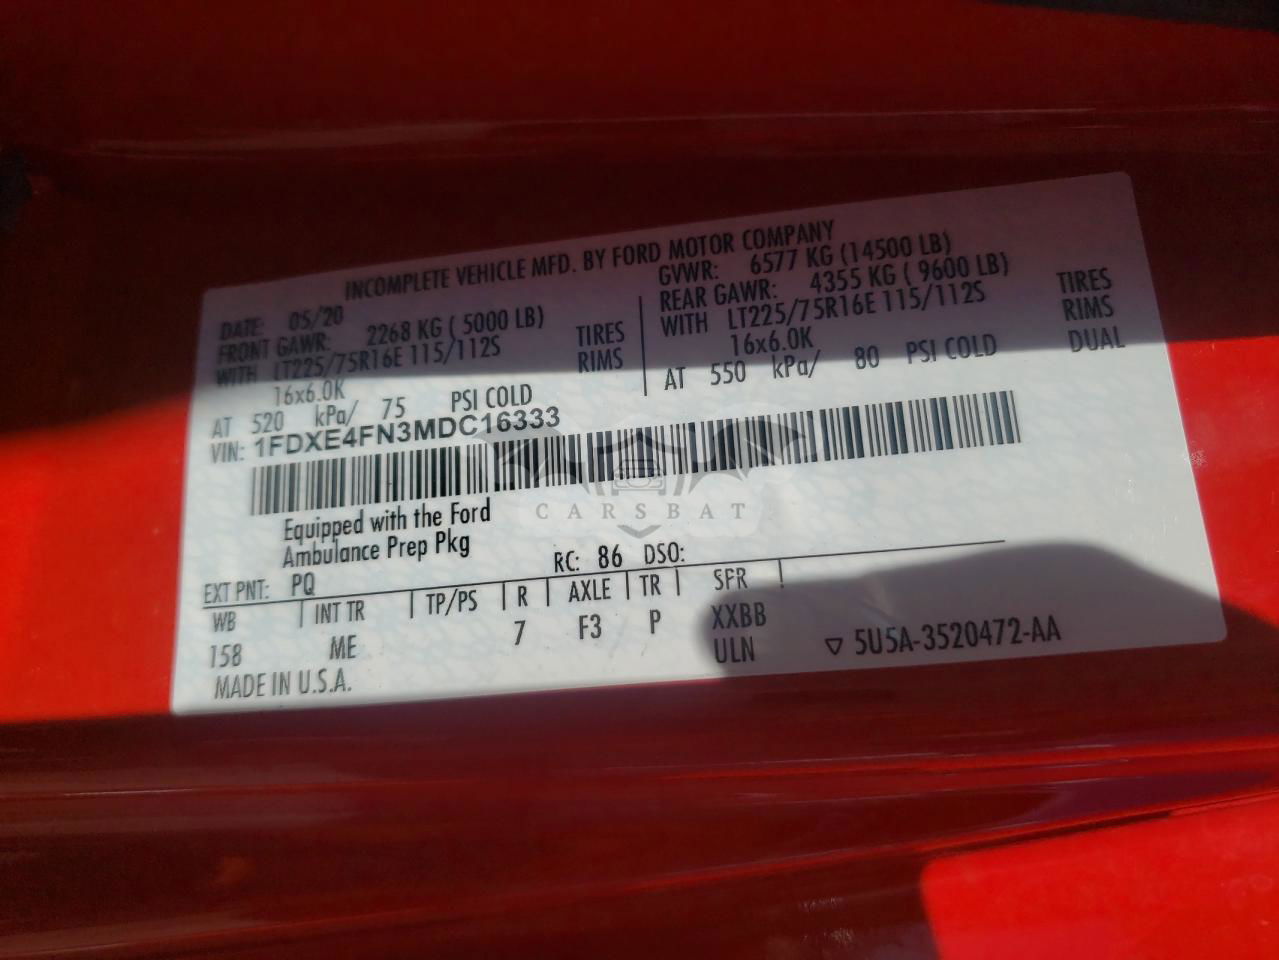 INCOMPLETE VEHICLE MFD. BY FORD MOTOR COMPANY
DATE: 05/20 GVWR: 6577 KG (14500 LB)
FRONT GAWR: 2268 KG ( 5000 LB) REAR GAWR: 4355 KG ( 9600 LB)
WITH LT225/75R16E 115/112S TIRES WITH LT225/75R16E 115/112S TIRES
16x6.0K RIMS 16x6.0K RIMS
AT 520 kPa/ 75 PSI COLD AT 550 kPa/ 80 PSI COLD DUAL
VIN: 1FDXE4FN3MDC16333
CARSBAT
Equipped with the Ford
Ambulance Prep Pkg
RC: 86 DSO:
EXT PNT: PQ
WB INT TR TP/PS R AXLE TR SPR
158 ME 7 F3 P XXBB
ULN
MADE IN U.S.A. ▽ 5U5A-3520472-AA